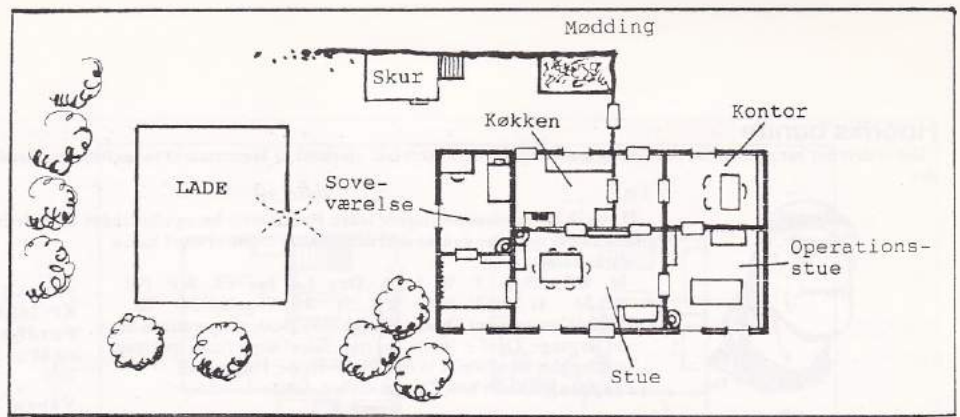 Mødding
Skur
Kontor
Køkken
LADE
Sove-
værelse
Operations-
stue
Stue